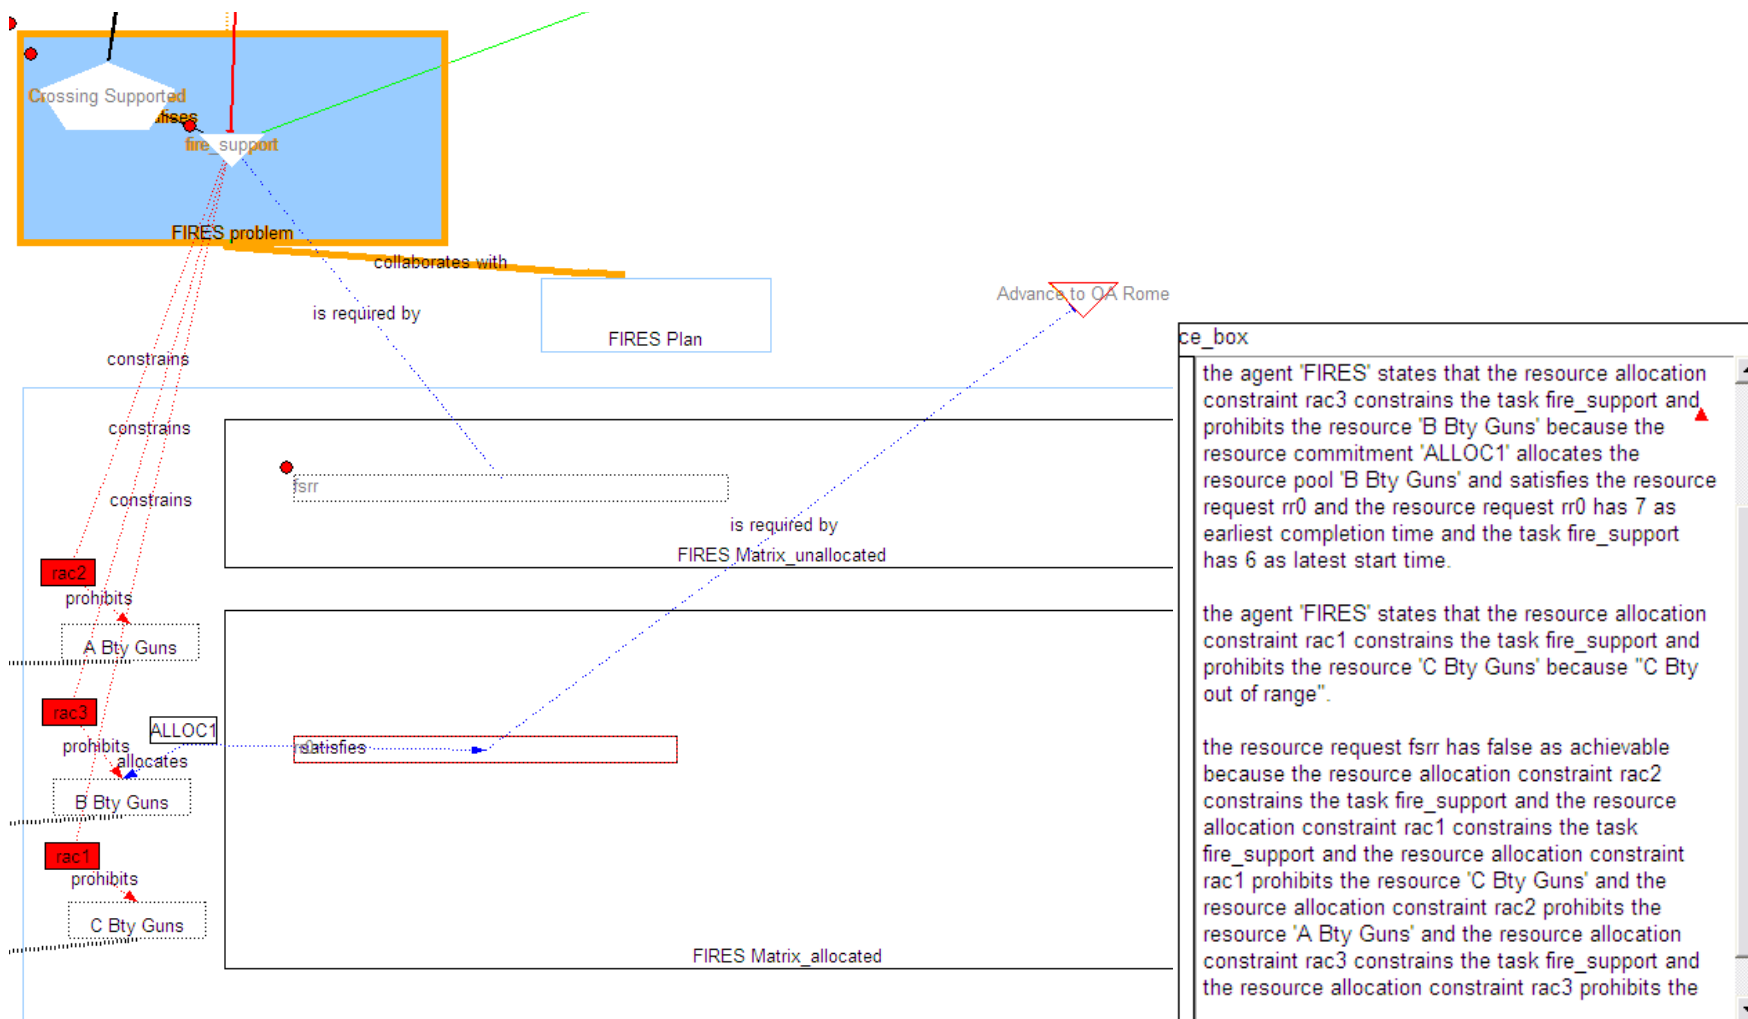 Crossing Supported
fire_support
FIRES problem
collaborates with
is required by
FIRES Plan
Advance to OA Rome
constrains
constrains
constrains
fsrr
is required by
FIRES Matrix_unallocated
rac2
prohibits
A Bty Guns
rac3
ALLOC1
prohibits
satisfies
allocates
B Bty Guns
rac1
prohibits
C Bty Guns
FIRES Matrix_allocated
ce_box
the agent 'FIRES' states that the resource allocation
constraint rac3 constrains the task fire_support and
prohibits the resource 'B Bty Guns' because the
resource commitment 'ALLOC1' allocates the
resource pool 'B Bty Guns' and satisfies the resource
request rr0 and the resource request rr0 has 7 as
earliest completion time and the task fire_support
has 6 as latest start time.
the agent 'FIRES' states that the resource allocation
constraint rac1 constrains the task fire_support and
prohibits the resource 'C Bty Guns' because "C Bty
out of range".
the resource request fsrr has false as achievable
because the resource allocation constraint rac2
constrains the task fire_support and the resource
allocation constraint rac1 constrains the task
fire_support and the resource allocation constraint
rac1 prohibits the resource 'C Bty Guns' and the
resource allocation constraint rac2 prohibits the
resource 'A Bty Guns' and the resource allocation
constraint rac3 constrains the task fire_support and
the resource allocation constraint rac3 prohibits the